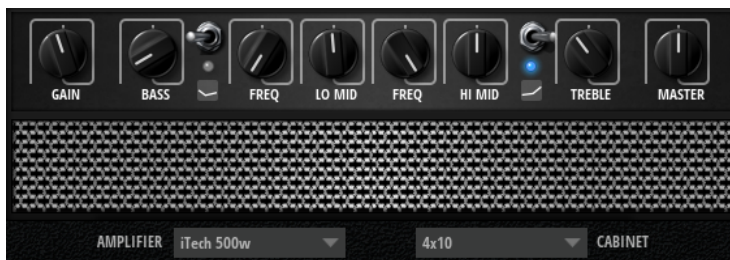 GAIN BASS FREQ LO MID FREQ HI MID TREBLE MASTER
AMPLIFIER iTech 500w 4x10 CABINET